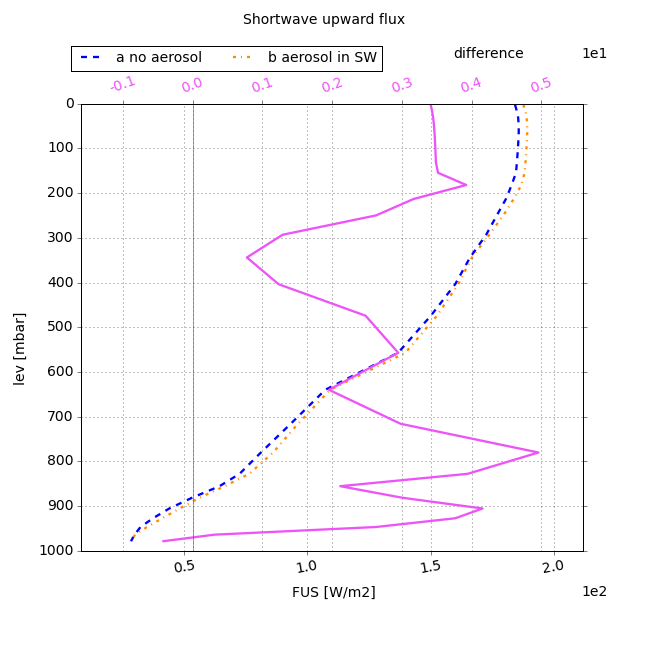 Shortwave upward flux
a no aerosol b aerosol in SW difference 1e1
-0.1 0.0 0.1 0.2 0.3 0.4 0.5
0
100
200
300
400
500
600
700
800
900
1000
lev [mbar]
0.5 1.0 1.5 2.0
FUS [W/m2] 1e2